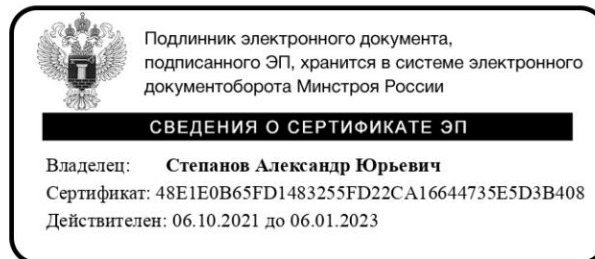 Подлинник электронного документа,
подписанного ЭП, хранится в системе электронного
документооборота Минстроя России
СВЕДЕНИЯ О СЕРТИФИКАТЕ ЭП
Владелец: Степанов Александр Юрьевич
Сертификат: 48E1E0B65FD1483255FD22CA16644735E5D3B408
Действителен: 06.10.2021 до 06.01.2023